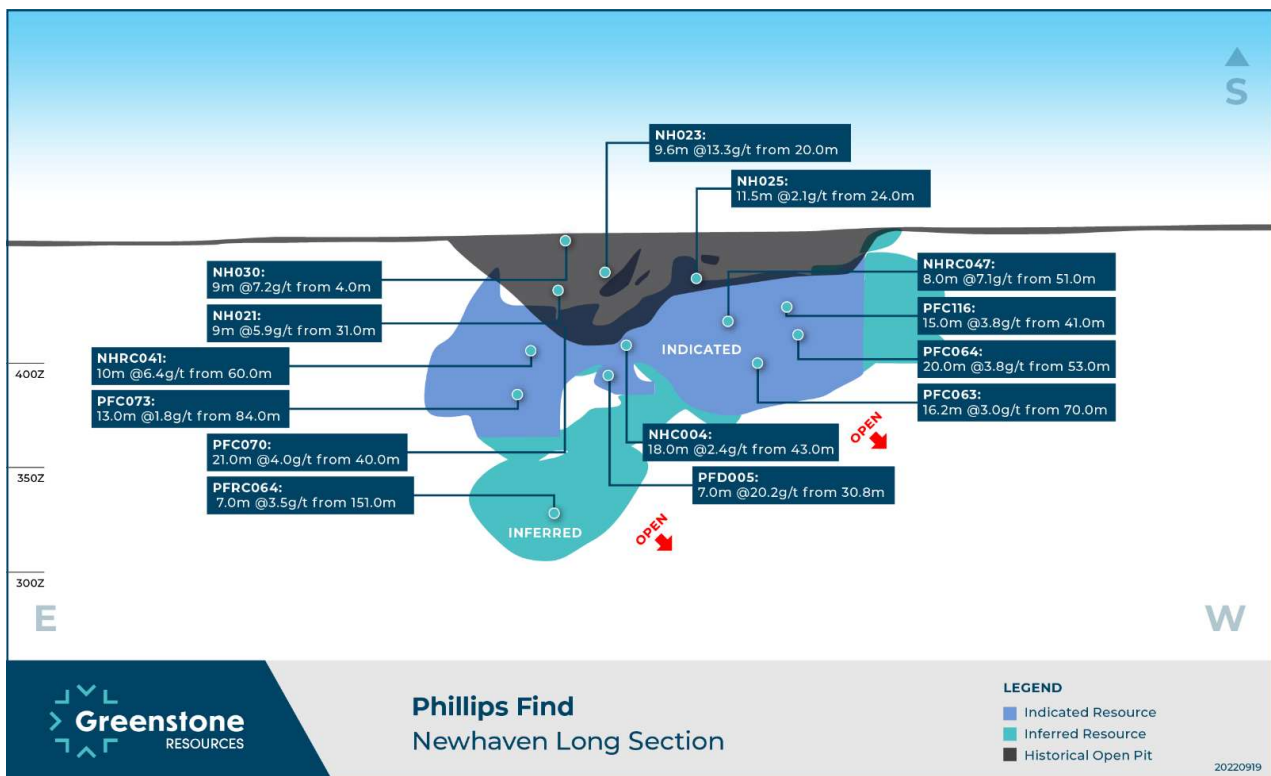 S
NH023:
9.6m @13.3g/t from 20.0m
NH025:
11.5m @2.1g/t from 24.0m
NH030:
9m @7.2g/t from 4.0m
NH021:
9m @5.9g/t from 31.0m
NHRC041:
10m @6.4g/t from 60.0m
PFC073:
13.0m @1.8g/t from 84.0m
PFC070:
21.0m @4.0g/t from 40.0m
PFRC064:
7.0m @3.5g/t from 151.0m
NHRC047:
8.0m @7.1g/t from 51.0m
PFC116:
15.0m @3.8g/t from 41.0m
PFC064:
20.0m @3.8g/t from 53.0m
PFC063:
16.2m @3.0g/t from 70.0m
NHC004:
18.0m @2.4g/t from 43.0m
PFD005:
7.0m @20.2g/t from 30.8m
INDICATED
INFERRED
OPEN
OPEN
400Z
350Z
300Z
E
W
Greenstone
RESOURCES
Phillips Find
Newhaven Long Section
LEGEND
Indicated Resource
Inferred Resource
Historical Open Pit
20220919